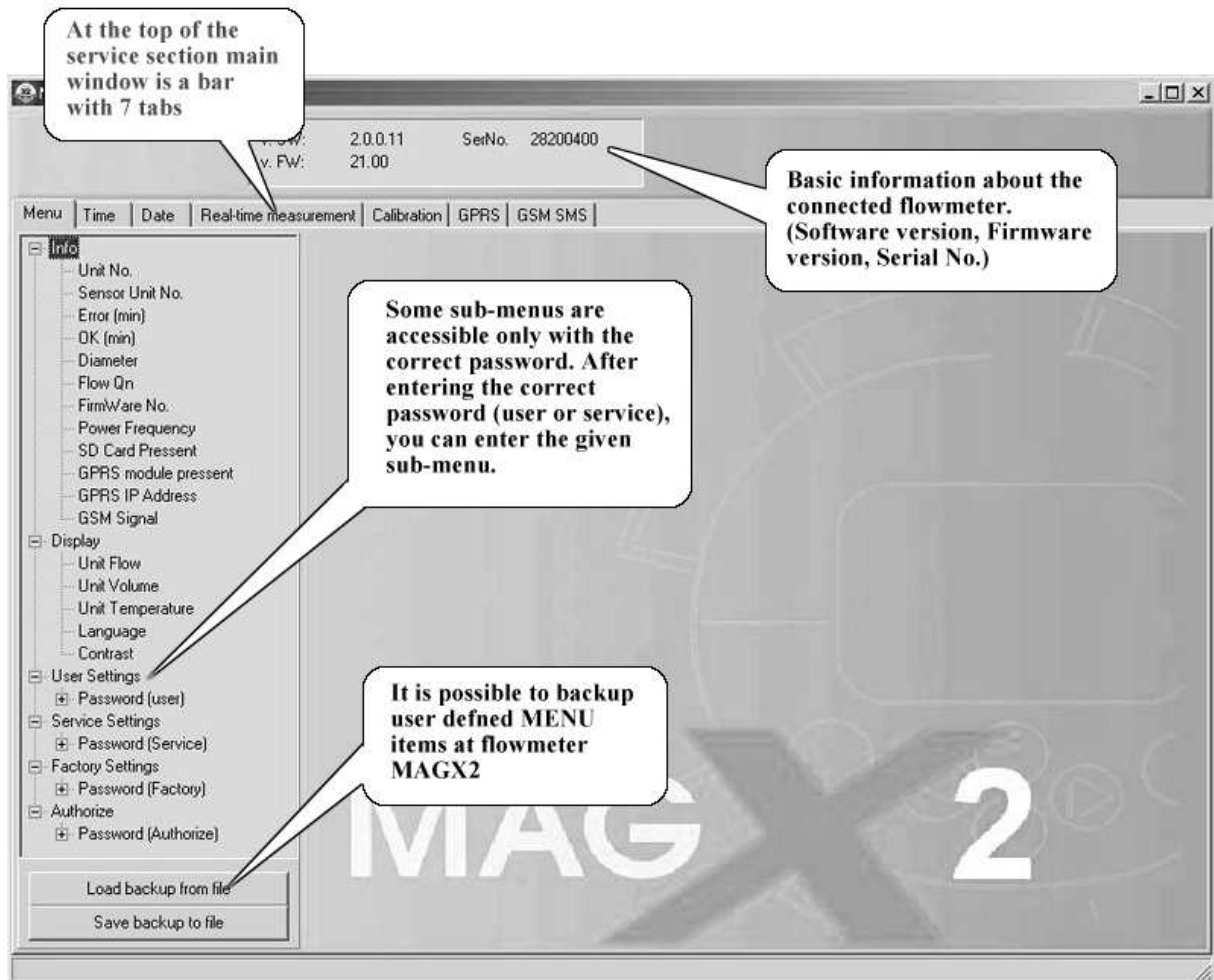 At the top of the
service section main
window is a bar
with 7 tabs
2.0.0.11 SerNo. 28200400
v. FW: 21.00
Basic information about the
connected flowmeter.
(Software version, Firmware
version, Serial No.)
Menu Time Date Real-time measurement Calibration GPRS GSM SMS
Info
Unit No.
Sensor Unit No.
Error (min)
OK (min)
Diameter
Flow Qn
FirmWare No.
Power Frequency
SD Card Pressent
GPRS module pressent
GPRS IP Address
GSM Signal
Display
Unit Flow
Unit Volume
Unit Temperature
Language
Contrast
User Settings
Password (user)
Service Settings
Password (Service)
Factory Settings
Password (Factory)
Authorize
Password (Authorize)
Some sub-menus are
accessible only with the
correct password. After
entering the correct
password (user or service),
you can enter the given
sub-menu.
It is possible to backup
user defned MENU
items at flowmeter
MAGX2
Load backup from file
Save backup to file
MAGX2